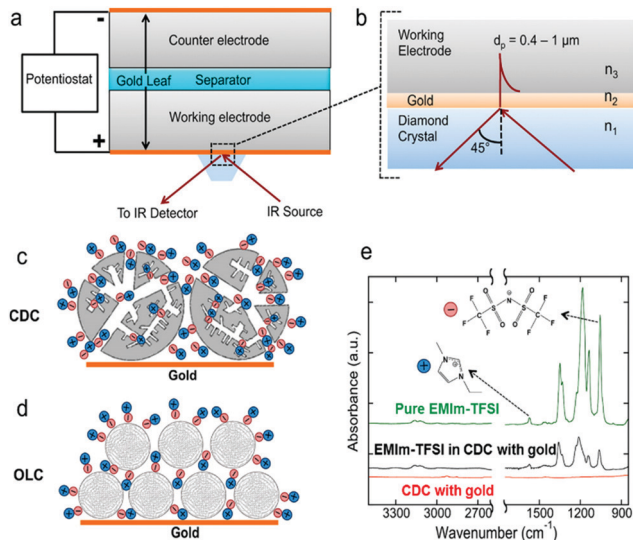 a
-
Potentiostat
+
Counter electrode
Gold Leaf Separator
Working electrode
To IR Detector
IR Source
b
Working
Electrode
dp = 0.4 – 1 μm
n3
Gold
n2
Diamond
Crystal
n1
45°
c
CDC
Gold
d
OLC
Gold
e
Absorbance (a.u.)
Pure EMIm-TFSI
EMIm-TFSI in CDC with gold
CDC with gold
3300 2900 2700 1500 1200 900
Wavenumber (cm-1)